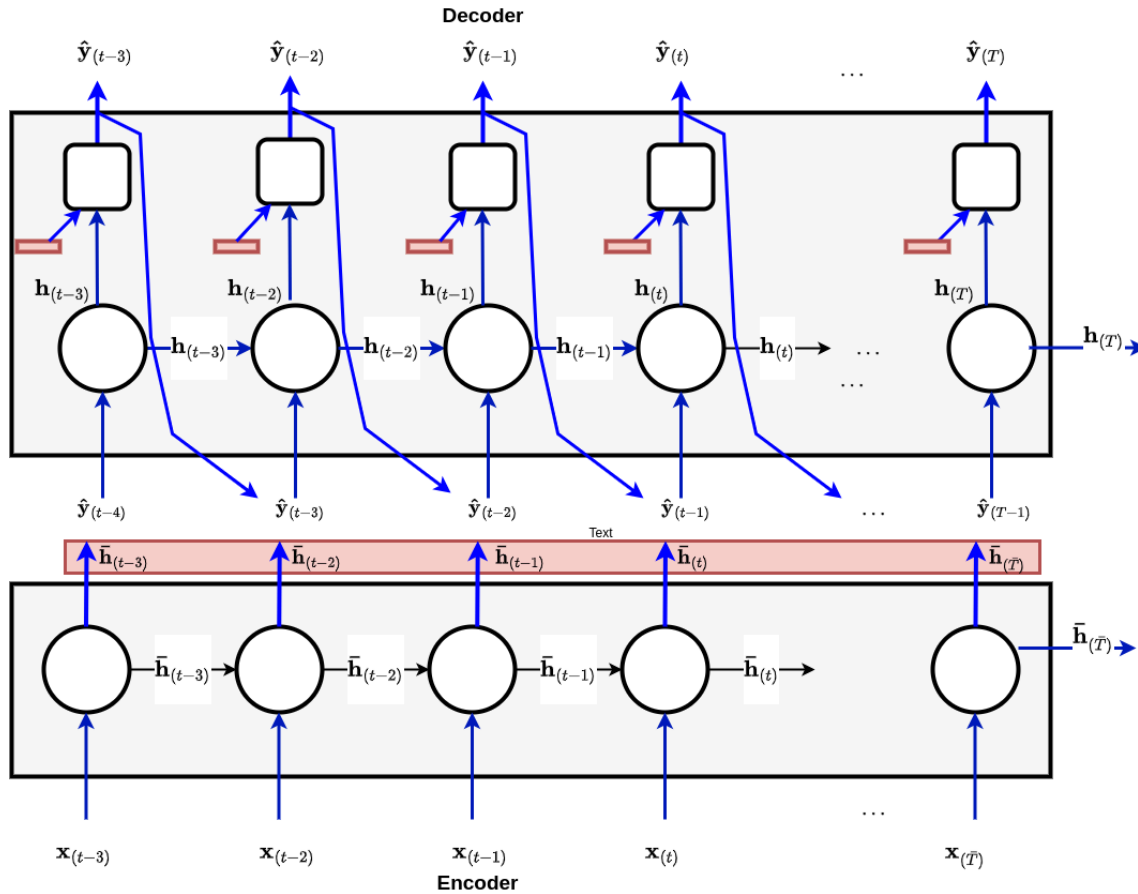 Decoder
ŷ(t−3) ŷ(t−2) ŷ(t−1) ŷ(t) ... ŷ(T)
h(t−3) h(t−2) h(t−1) h(t) h(T)
h(t−3) h(t−2) h(t−1) h(t) ... h(T)
...
ŷ(t−4) ŷ(t−3) ŷ(t−2) ŷ(t−1) ... ŷ(T−1)
Text
h̄(t−3) h̄(t−2) h̄(t−1) h̄(t) h̄(T̄)
h̄(t−3) h̄(t−2) h̄(t−1) h̄(t) h̄(T̄)
...
x(t−3) x(t−2) x(t−1) x(t) x(T̄)
Encoder